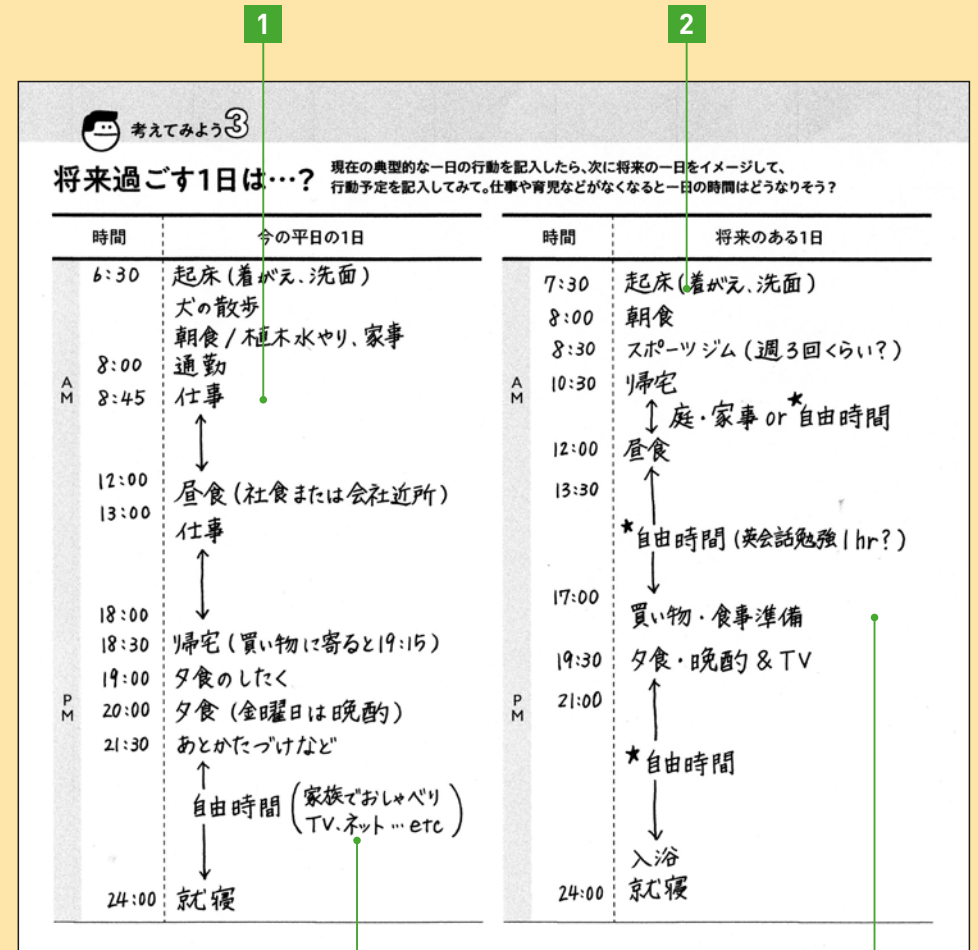 1
2
考えてみよう3
将来過ごす1日は…?
現在の典型的な一日の行動を記入したら、次に将来の一日をイメージして、
行動予定を記入してみて。仕事や育児などがなくなると一日の時間はどうなりそう?
時間 今の平日の1日
AM
6:30 起床(着がえ、洗面)
犬の散歩
朝食/植木水やり、家事
8:00 通勤
8:45 仕事
12:00 昼食(社食または会社近所)
13:00 仕事
PM
18:00
18:30 帰宅(買い物に寄ると19:15)
19:00 夕食のしたく
20:00 夕食(金曜日は晩酌)
21:30 あとかたづけなど
自由時間(家族でおしゃべり
TV、ネット…etc)
24:00 就寝
時間 将来のある1日
AM
7:30 起床(着がえ、洗面)
8:00 朝食
8:30 スポーツジム(週3回くらい?)
10:30 帰宅
↕ 庭・家事 or ★自由時間
12:00 昼食
13:30
★自由時間(英会話勉強1hr?)
PM
17:00 買い物・食事準備
19:30 夕食・晩酌&TV
21:00
★自由時間
入浴
24:00 就寝